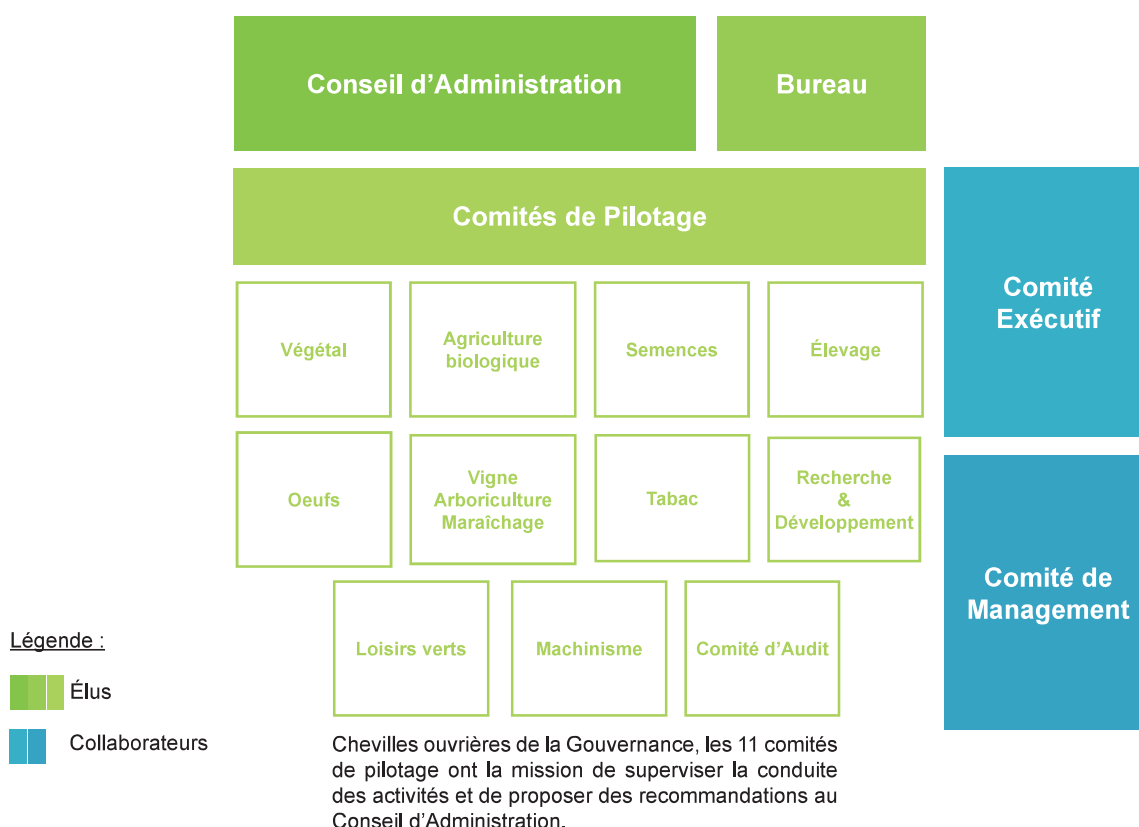 Conseil d'Administration
Bureau
Comités de Pilotage
Comité
Exécutif
Végétal
Agriculture
biologique
Semences
Élevage
Oeufs
Vigne
Arboriculture
Maraîchage
Tabac
Recherche
&
Développement
Comité de
Management
Loisirs verts
Machinisme
Comité d'Audit
Légende :
Élus
Collaborateurs
Chevilles ouvrières de la Gouvernance, les 11 comités
de pilotage ont la mission de superviser la conduite
des activités et de proposer des recommandations au
Conseil d'Administration.